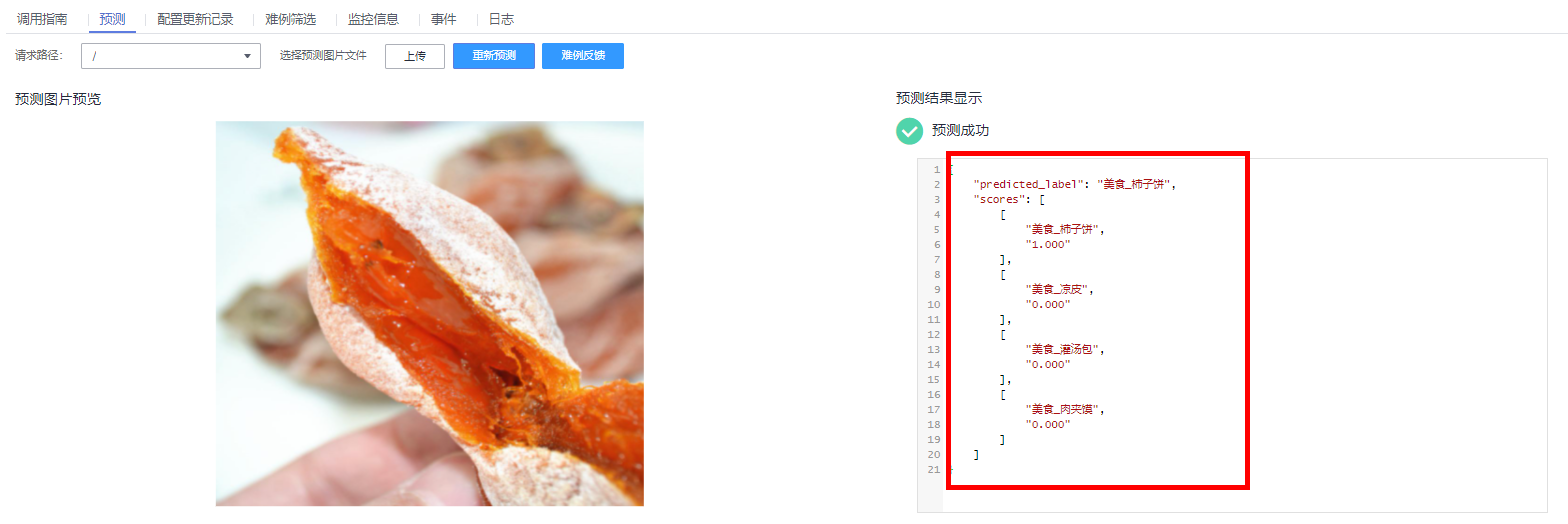 调用指南 预测 配置更新记录 难例筛选 监控信息 事件 日志
请求路径： / 选择预测图片文件 上传 重新预测 难例反馈
预测图片预览
预测结果显示
预测成功
1 {
2 "predicted_label": "美食_柿子饼",
3 "scores": [
4 [
5 "美食_柿子饼",
6 "1.000"
7 ],
8 [
9 "美食_凉皮",
10 "0.000"
11 ],
12 [
13 "美食_灌汤包",
14 "0.000"
15 ],
16 [
17 "美食_肉夹馍",
18 "0.000"
19 ]
20 ]
21 }